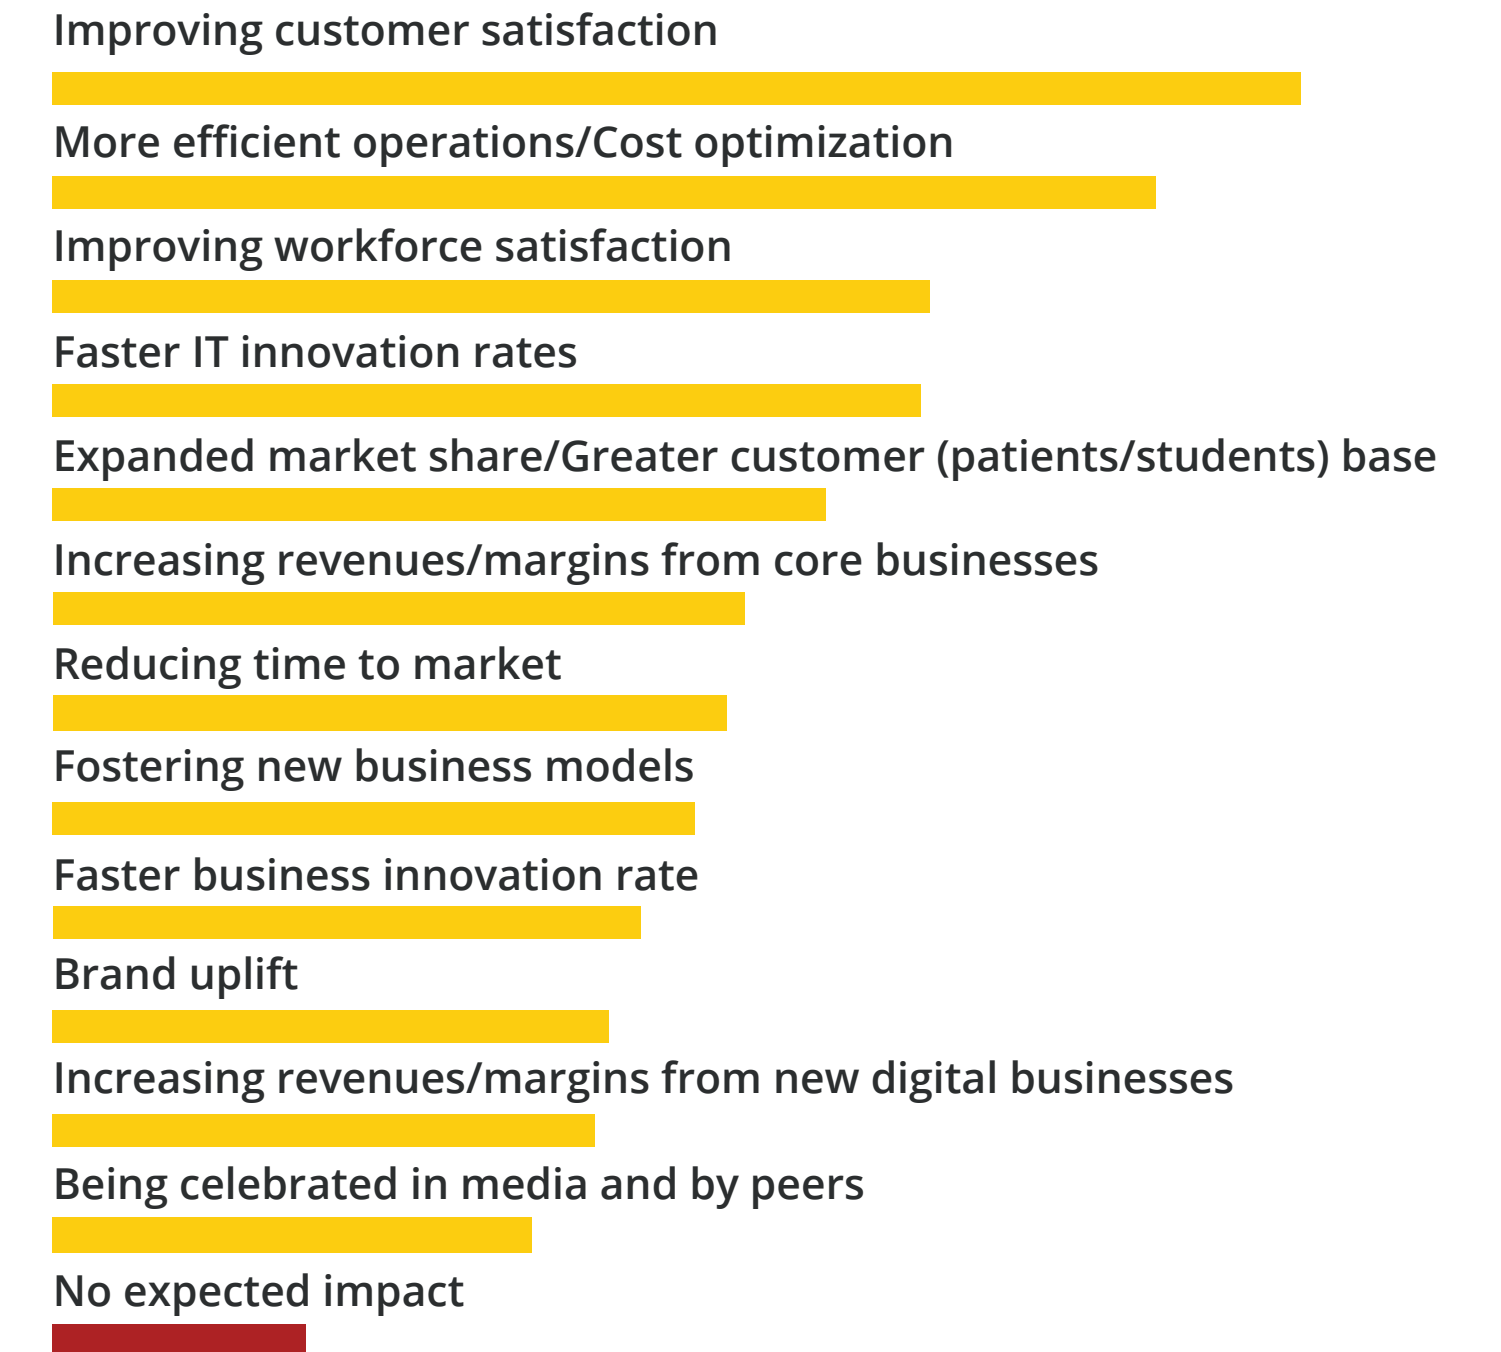 Improving customer satisfaction
More efficient operations/Cost optimization
Improving workforce satisfaction
Faster IT innovation rates
Expanded market share/Greater customer (patients/students) base
Increasing revenues/margins from core businesses
Reducing time to market
Fostering new business models
Faster business innovation rate
Brand uplift
Increasing revenues/margins from new digital businesses
Being celebrated in media and by peers
No expected impact